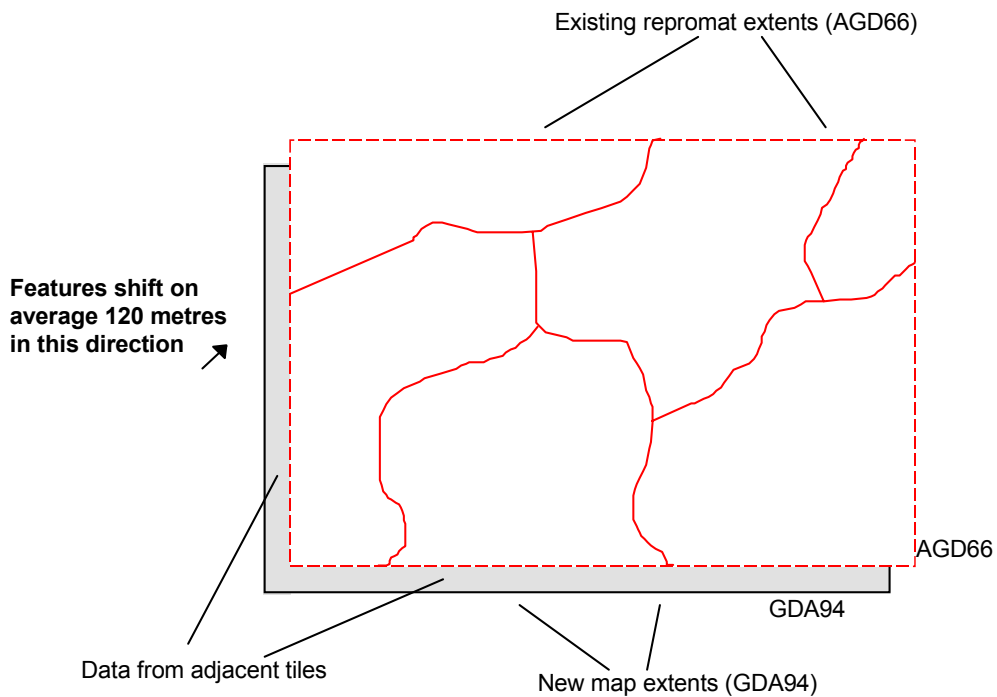 Existing repromat extents (AGD66)
Features shift on
average 120 metres
in this direction
AGD66
GDA94
Data from adjacent tiles
New map extents (GDA94)